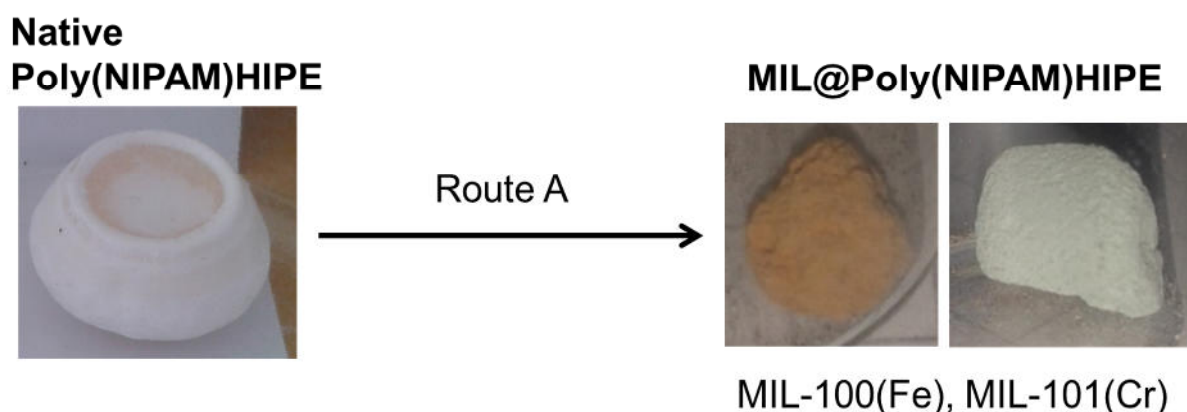 Native
Poly(NIPAM)HIPE
MIL@Poly(NIPAM)HIPE
Route A
MIL-100(Fe), MIL-101(Cr)